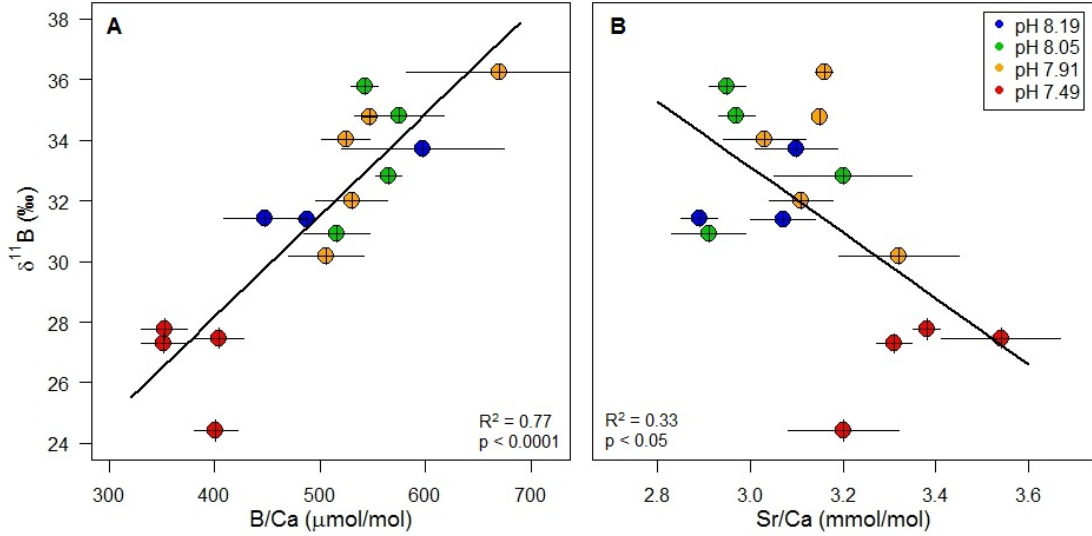 A
B
pH 8.19
pH 8.05
pH 7.91
pH 7.49
38
36
34
32
30
28
26
24
δ¹¹B (‰)
R² = 0.77
p < 0.0001
R² = 0.33
p < 0.05
300 400 500 600 700
2.8 3.0 3.2 3.4 3.6
B/Ca (μmol/mol)
Sr/Ca (mmol/mol)